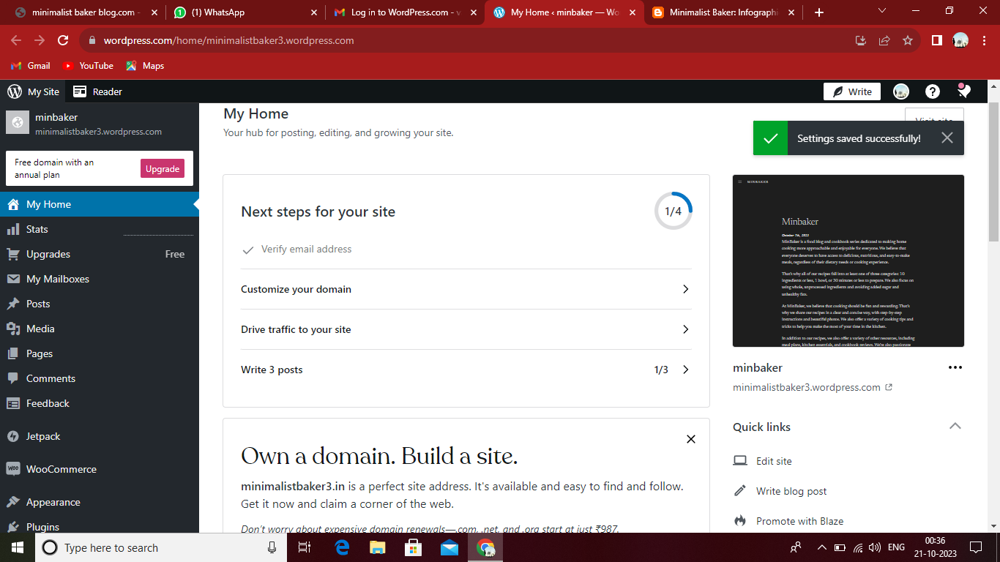 minimalist baker blog.com -
(1) WhatsApp
Log in to WordPress.com -
My Home ‹ minbaker — Wo
Minimalist Baker: Infographi
wordpress.com/home/minimalistbaker3.wordpress.com
Gmail
YouTube
Maps
My Site
Reader
Write
minbaker
minimalistbaker3.wordpress.com
Free domain with an
annual plan
Upgrade
My Home
Stats
Upgrades
Free
My Mailboxes
Posts
Media
Pages
Comments
Feedback
Jetpack
WOO
WooCommerce
Appearance
Plugins
My Home
Your hub for posting, editing, and growing your site.
Visit site
Settings saved successfully!
Next steps for your site
1/4
Verify email address
Customize your domain
Drive traffic to your site
Write 3 posts
1/3
Own a domain. Build a site.
minimalistbaker3.in is a perfect site address. It's available and easy to find and follow.
Get it now and claim a corner of the web.
Don't worry about expensive domain renewals—.com, .net, and .org start at just ₹987.
MINBAKER
Minbaker
October 7th, 2023
MinBaker is a food blog and cookbook series dedicated to making home
cooking more approachable and enjoyable for everyone. We believe that
everyone deserves to have access to delicious, nutritious, and easy-to-make
meals, regardless of their dietary needs or cooking experience.
That's why all of our recipes fall into at least one of three categories: 10
ingredients or less, 1 bowl, or 30 minutes or less to prepare. We also focus on
using whole, unprocessed ingredients and avoiding added sugar and
unhealthy fats.
At MinBaker, we believe that cooking should be fun and rewarding. That's
why we share our recipes in a clear and concise way, with step-by-step
instructions and beautiful photos. We also offer a variety of cooking tips and
tricks to help you make the most of your time in the kitchen.
In addition to our recipes, we also offer a variety of other resources, including
meal plans, kitchen essentials, and cookbook reviews. We're also passionate
minbaker
minimalistbaker3.wordpress.com
Quick links
Edit site
Write blog post
Promote with Blaze
Type here to search
ENG
00:36
21-10-2023